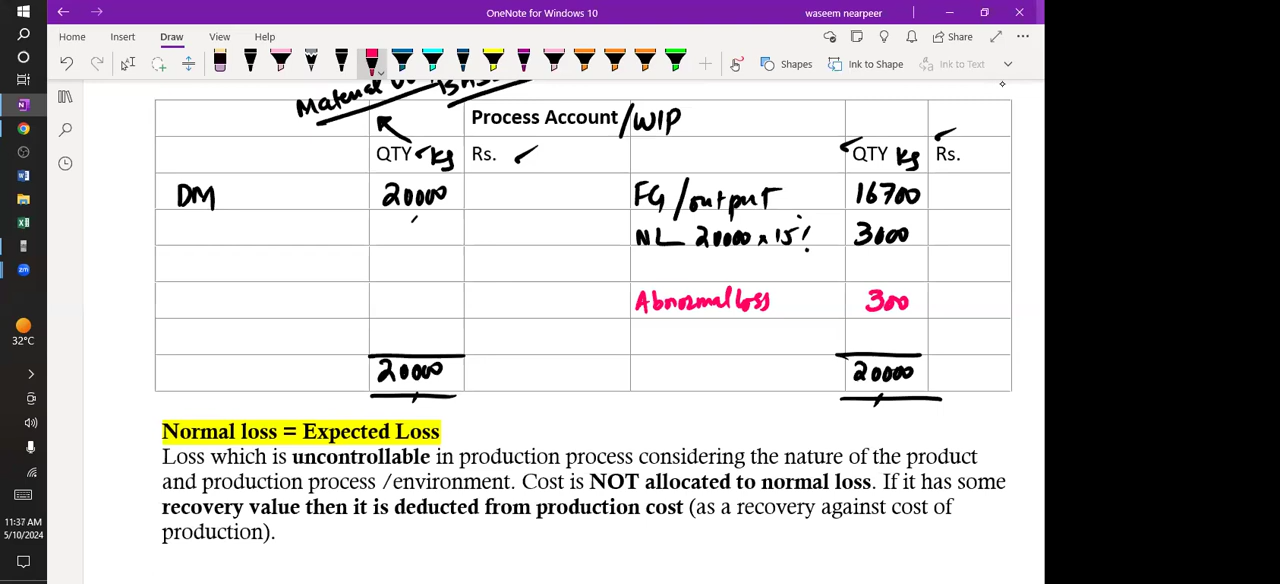 OneNote for Windows 10
waseem nearpeer
Home Insert Draw View Help
Share
Shapes Ink to Shape Ink to Text
Material
Process Account/WIP
QTY Kg Rs. QTY Kg Rs.
DM 20000 FG/output 16700
NL 20000 x 15% 3000
Abnormal loss 300
20000 20000
Normal loss = Expected Loss
Loss which is uncontrollable in production process considering the nature of the product
and production process /environment. Cost is NOT allocated to normal loss. If it has some
recovery value then it is deducted from production cost (as a recovery against cost of
production).
32°C
11:37 AM
5/10/2024